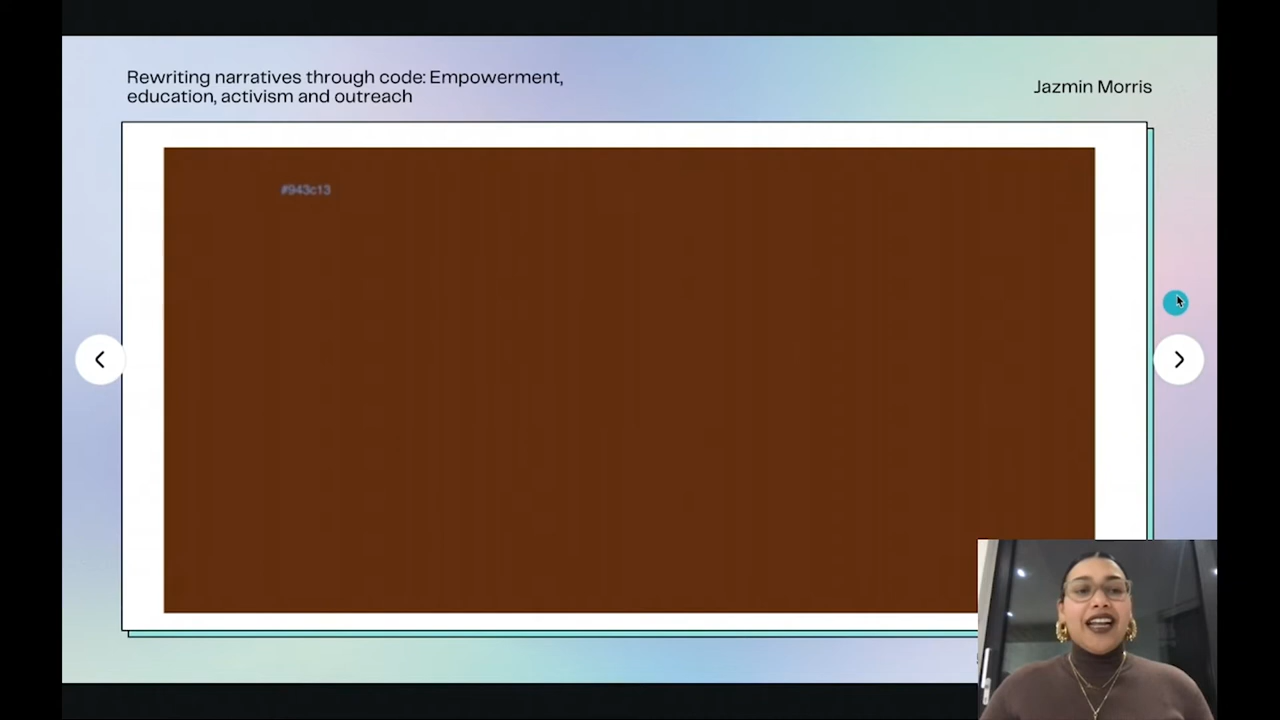 Rewriting narratives through code: Empowerment,
education, activism and outreach
Jazmin Morris
#943c13